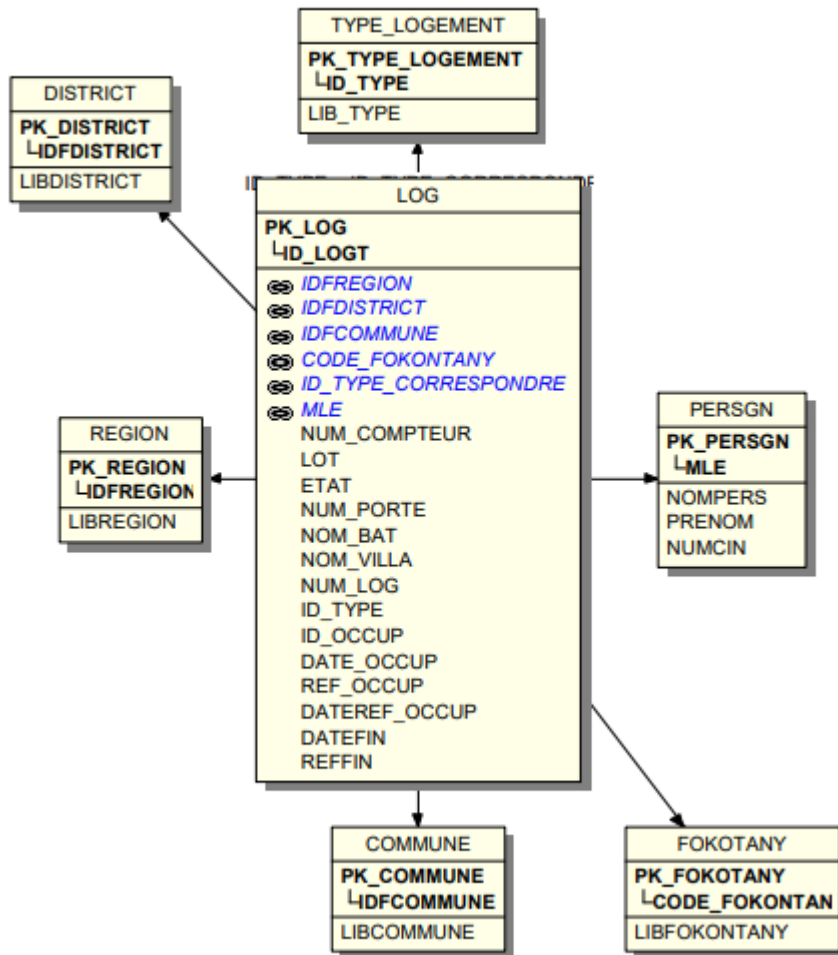 TYPE_LOGEMENT
PK_TYPE_LOGEMENT
ID_TYPE
LIB_TYPE
DISTRICT
PK_DISTRICT
IDFDISTRICT
LIBDISTRICT
LOG
PK_LOG
ID_LOGT
IDFREGION
IDFDISTRICT
IDFCOMMUNE
CODE_FOKONTANY
ID_TYPE_CORRESPONDRE
MLE
NUM_COMPTEUR
LOT
ETAT
NUM_PORTE
NOM_BAT
NOM_VILLA
NUM_LOG
ID_TYPE
ID_OCCUP
DATE_OCCUP
REF_OCCUP
DATEREF_OCCUP
DATEFIN
REFFIN
REGION
PK_REGION
IDFREGION
LIBREGION
PERSGN
PK_PERSGN
MLE
NOMPERS
PRENOM
NUMCIN
COMMUNE
PK_COMMUNE
IDFCOMMUNE
LIBCOMMUNE
FOKOTANY
PK_FOKOTANY
CODE_FOKONTAN
LIBFOKONTANY